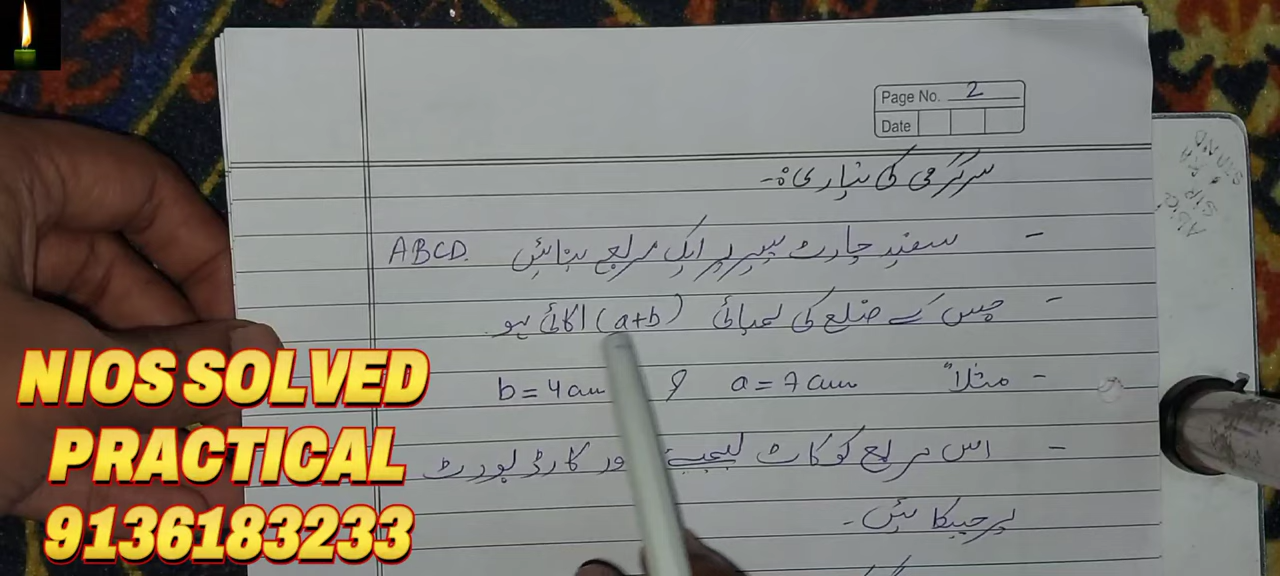 Page No. 2
Date
سرگرمی کی تیاری:-
- سفید چارٹ پیپر پر ایک مربع بنائیں ABCD.
- جس کے ضلع کی لمبائی (a+b) اکائی ہو
- مثلاً a = 7 cm و b = 4 cm
- اس مربع کو کاٹ لیجیے اور کارڈ بورڈ
پر چپکائیں -
NIOS SOLVED
PRACTICAL
9136183233